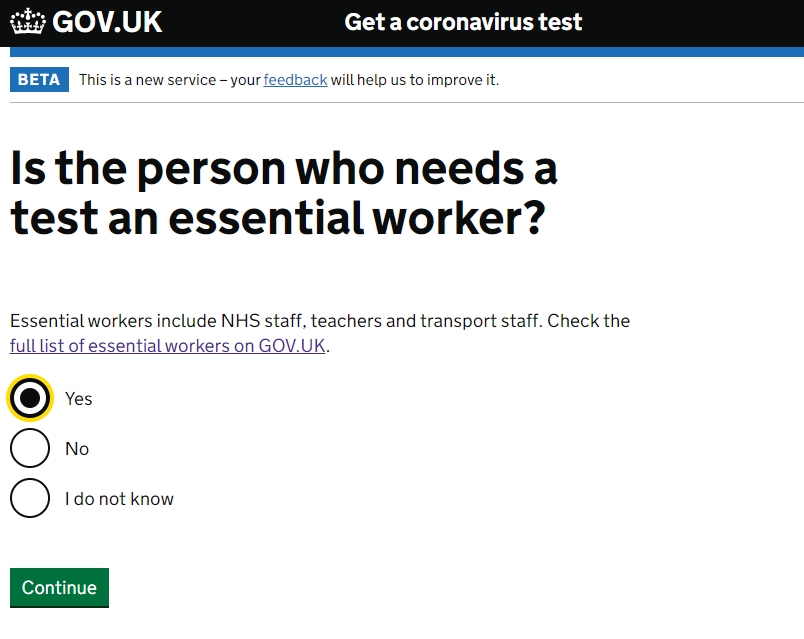 GOV.UK Get a coronavirus test
BETA This is a new service – your feedback will help us to improve it.
Is the person who needs a
test an essential worker?
Essential workers include NHS staff, teachers and transport staff. Check the
full list of essential workers on GOV.UK.
Yes
No
I do not know
Continue